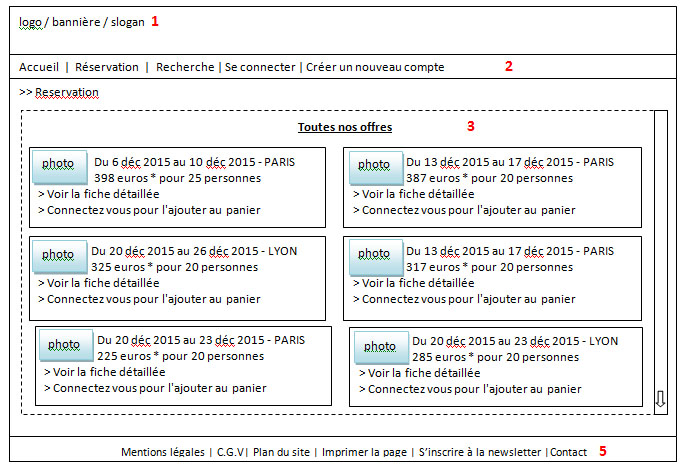 logo / bannière / slogan 1
Accueil | Réservation | Recherche | Se connecter | Créer un nouveau compte 2
>> Reservation
Toutes nos offres 3
photo
Du 6 déc 2015 au 10 déc 2015 - PARIS
398 euros * pour 25 personnes
> Voir la fiche détaillée
> Connectez vous pour l'ajouter au panier
photo
Du 13 déc 2015 au 17 déc 2015 - PARIS
387 euros * pour 20 personnes
> Voir la fiche détaillée
> Connectez vous pour l'ajouter au panier
photo
Du 20 déc 2015 au 26 déc 2015 - LYON
325 euros * pour 20 personnes
> Voir la fiche détaillée
> Connectez vous pour l'ajouter au panier
photo
Du 13 déc 2015 au 17 déc 2015 - PARIS
317 euros * pour 20 personnes
> Voir la fiche détaillée
> Connectez vous pour l'ajouter au panier
photo
Du 20 déc 2015 au 23 déc 2015 - PARIS
225 euros * pour 20 personnes
> Voir la fiche détaillée
> Connectez vous pour l'ajouter au panier
photo
Du 20 déc 2015 au 23 déc 2015 - LYON
285 euros * pour 20 personnes
> Voir la fiche détaillée
> Connectez vous pour l'ajouter au panier
Mentions légales | C.G.V| Plan du site | Imprimer la page | S'inscrire à la newsletter |Contact 5